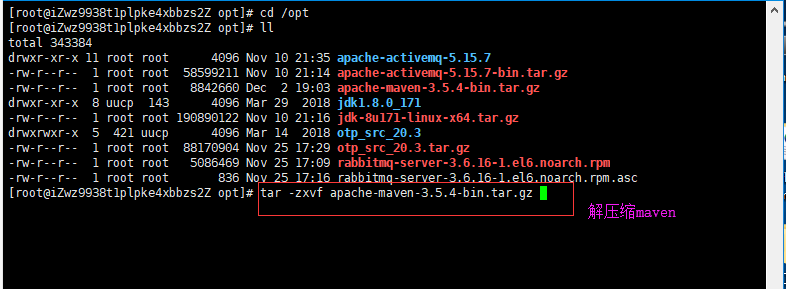 [root@iZwz9938t1plpke4xbbzs2Z opt]# cd /opt
[root@iZwz9938t1plpke4xbbzs2Z opt]# ll
total 343384
drwxr-xr-x 11 root root      4096 Nov 10 21:35 apache-activemq-5.15.7
-rw-r--r--  1 root root  58599211 Nov 10 21:14 apache-activemq-5.15.7-bin.tar.gz
-rw-r--r--  1 root root   8842660 Dec  2 19:03 apache-maven-3.5.4-bin.tar.gz
drwxr-xr-x  8 uucp  143      4096 Mar 29  2018 jdk1.8.0_171
-rw-r--r--  1 root root 190890122 Nov 10 21:16 jdk-8u171-linux-x64.tar.gz
drwxrwxr-x  5  421 uucp      4096 Mar 14  2018 otp_src_20.3
-rw-r--r--  1 root root  88170904 Nov 25 17:29 otp_src_20.3.tar.gz
-rw-r--r--  1 root root   5086469 Nov 25 17:09 rabbitmq-server-3.6.16-1.el6.noarch.rpm
-rw-r--r--  1 root root       836 Nov 25 17:16 rabbitmq-server-3.6.16-1.el6.noarch.rpm.asc
[root@iZwz9938t1plpke4xbbzs2Z opt]# tar -zxvf apache-maven-3.5.4-bin.tar.gz
解压缩maven